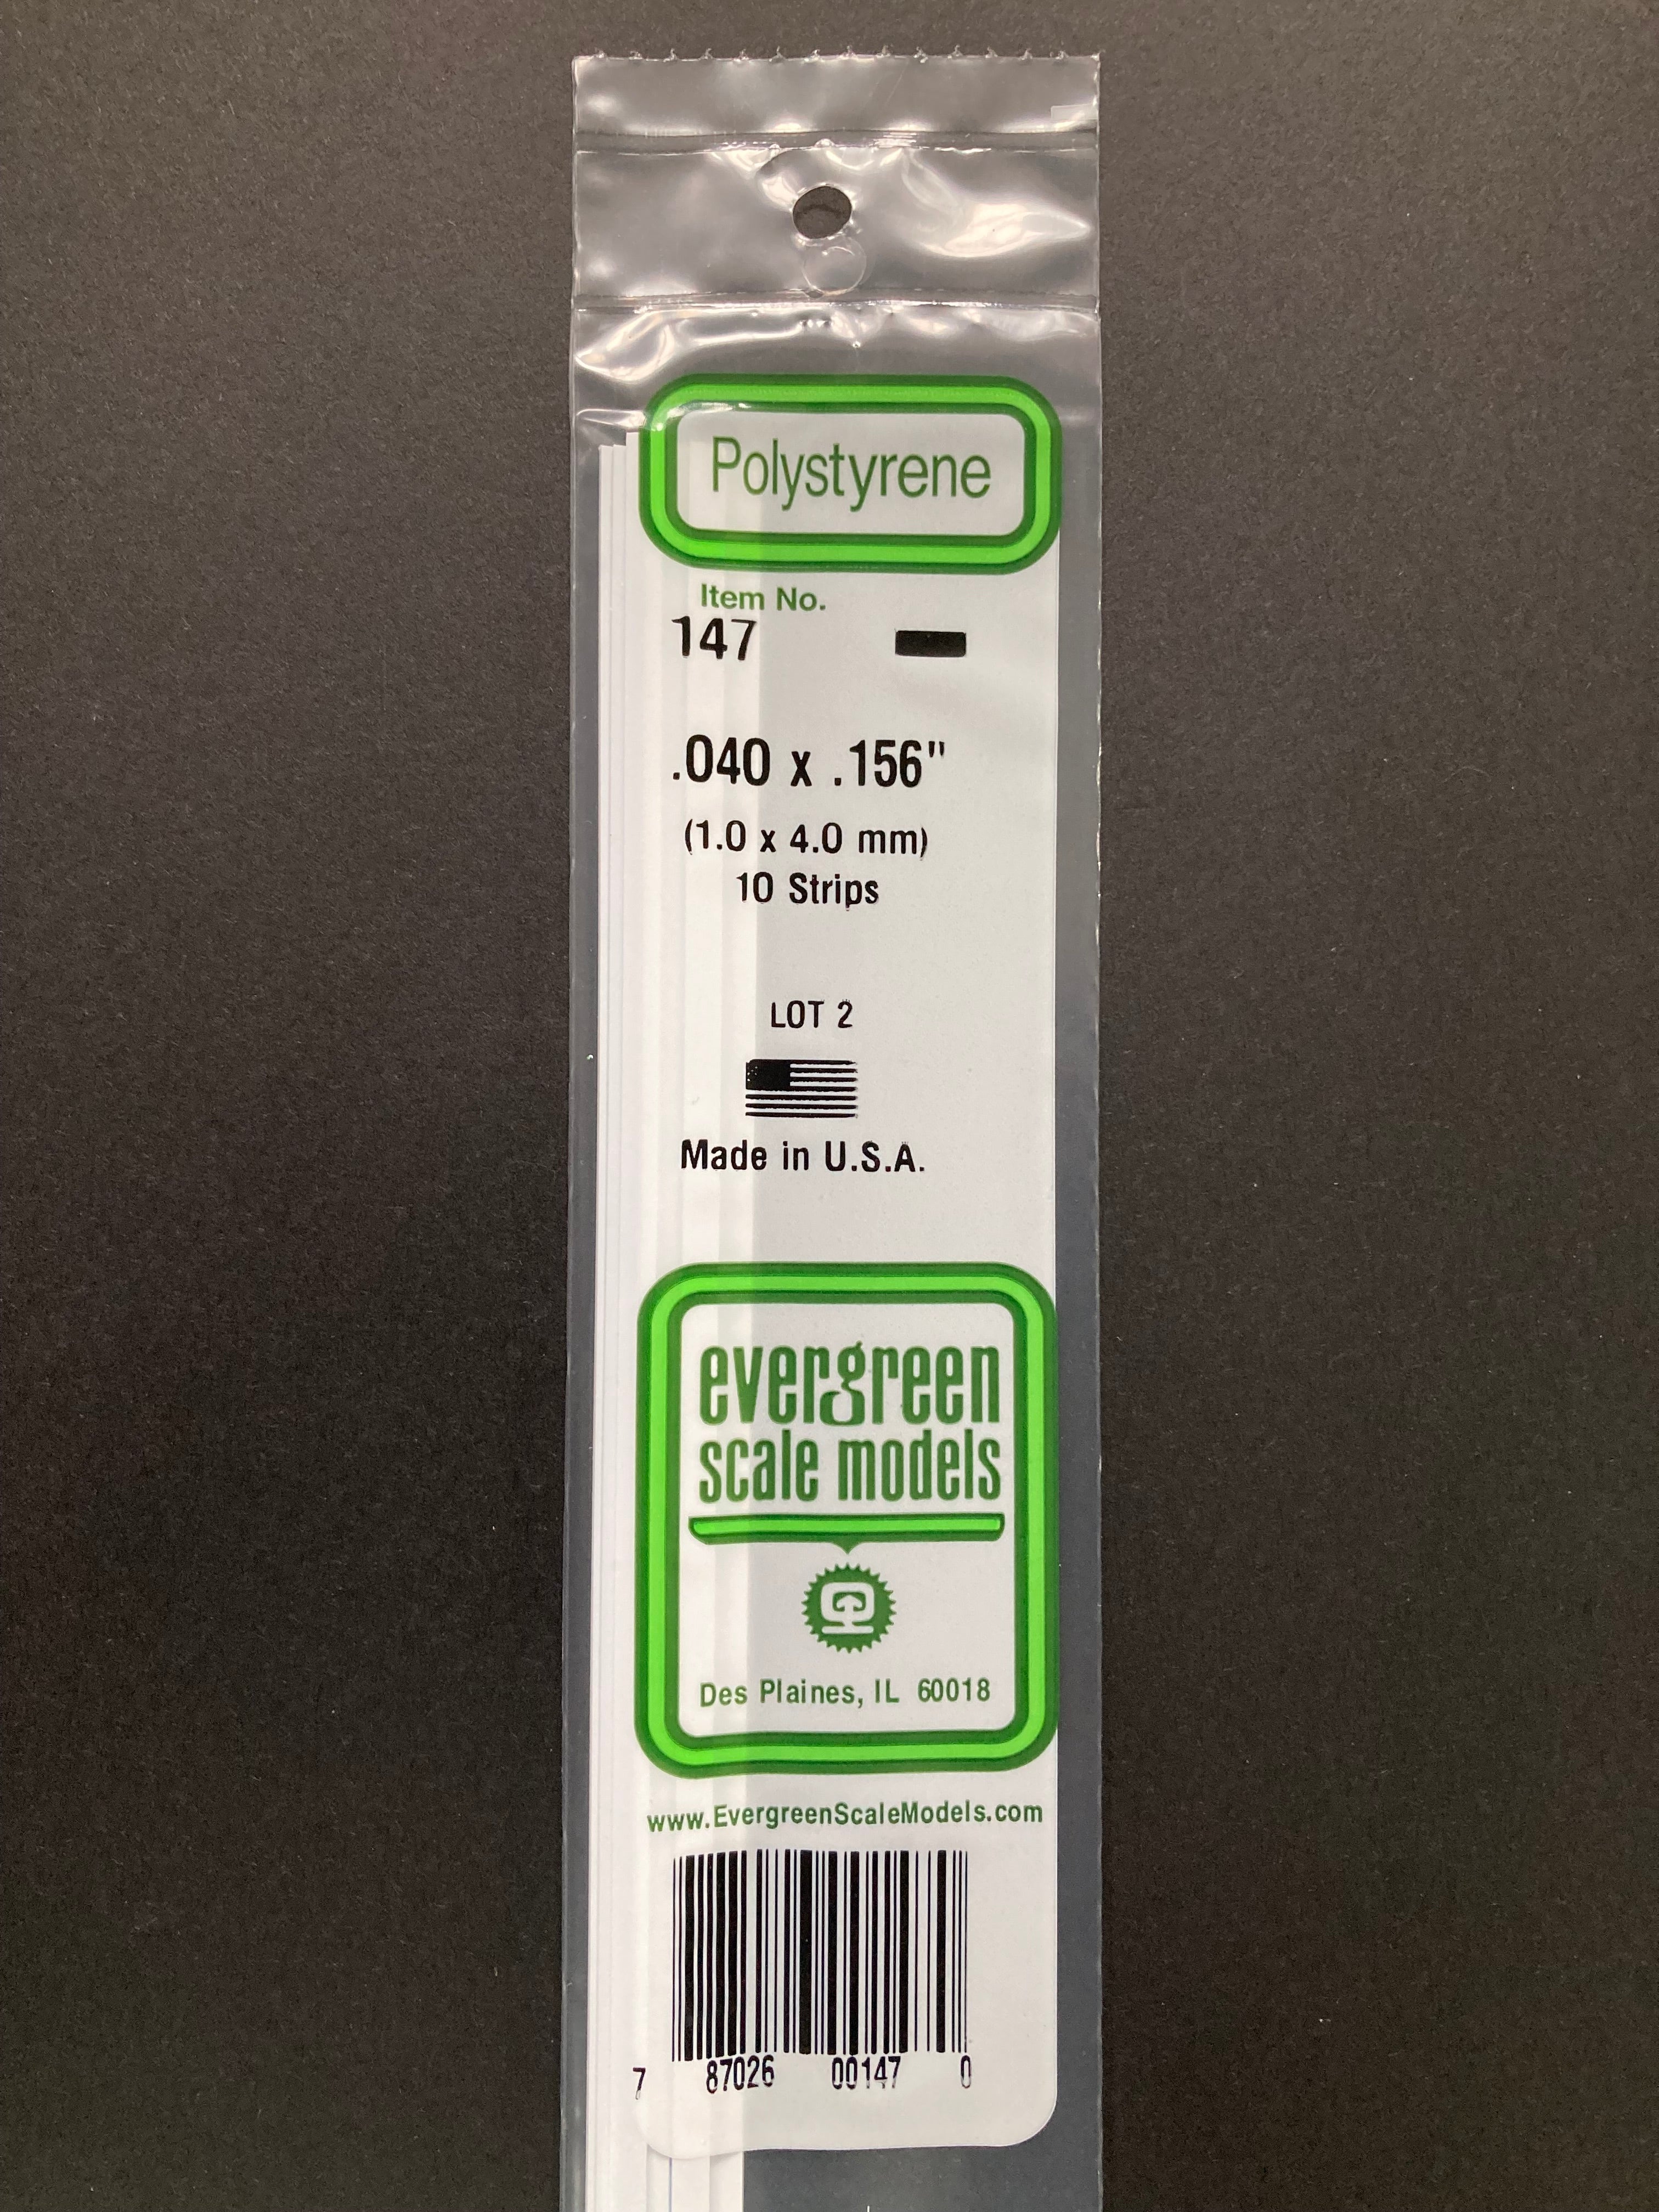 Polystyrene
Item No.
147
.040 x .156"
(1.0 x 4.0 mm)
10 Strips
LOT 2
Made in U.S.A.
evergreen
scale models
Des Plaines, IL 60018
www.EvergreenScaleModels.com
7 87026 00147 0